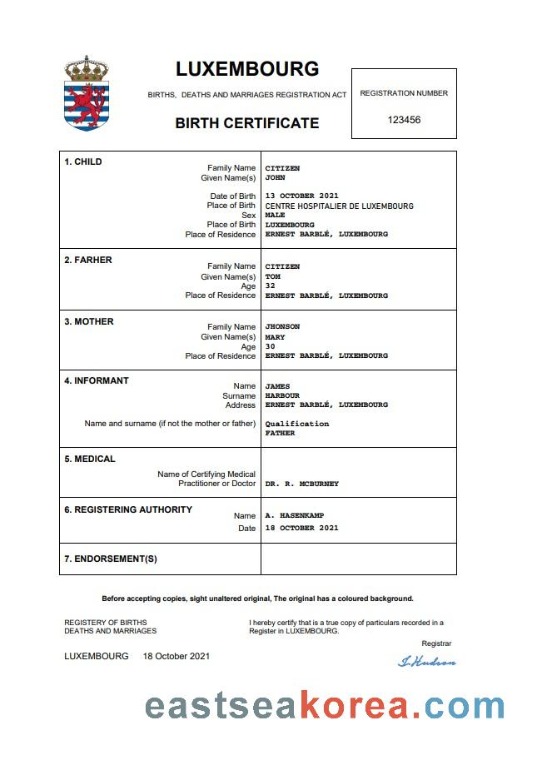 LUXEMBOURG
BIRTHS, DEATHS AND MARRIAGES REGISTRATION ACT
BIRTH CERTIFICATE
REGISTRATION NUMBER
123456
1. CHILD
Family Name CITIZEN
Given Name(s) JOHN
Date of Birth 13 OCTOBER 2021
Place of Birth CENTRE HOSPITALIER DE LUXEMBOURG
Sex MALE
Place of Birth LUXEMBOURG
Place of Residence ERNEST BARBLÉ, LUXEMBOURG
2. FARHER
Family Name CITIZEN
Given Name(s) TOM
Age 32
Place of Residence ERNEST BARBLÉ, LUXEMBOURG
3. MOTHER
Family Name JHONSON
Given Name(s) MARY
Age 30
Place of Residence ERNEST BARBLÉ, LUXEMBOURG
4. INFORMANT
Name JAMES
Surname HARBOUR
Address ERNEST BARBLÉ, LUXEMBOURG
Name and surname (if not the mother or father) Qualification
FATHER
5. MEDICAL
Name of Certifying Medical
Practitioner or Doctor DR. R. MCBURNEY
6. REGISTERING AUTHORITY
Name A. HASENKAMP
Date 18 OCTOBER 2021
7. ENDORSEMENT(S)
Before accepting copies, sight unaltered original, The original has a coloured background.
REGISTERY OF BIRTHS
DEATHS AND MARRIAGES
I hereby certify that is a true copy of particulars recorded in a
Register in LUXEMBOURG.
Registrar
LUXEMBOURG 18 October 2021
J.Hudson
eastseakorea.com